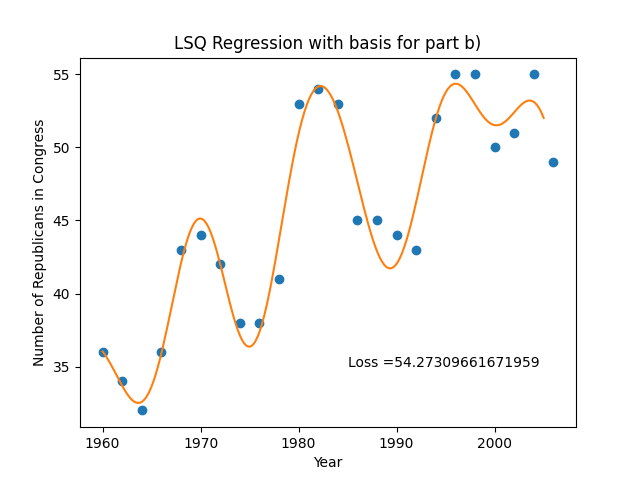 LSQ Regression with basis for part b)
55
50
45
40
35
Number of Republicans in Congress
Loss =54.27309661671959
1960
1970
1980
1990
2000
Year